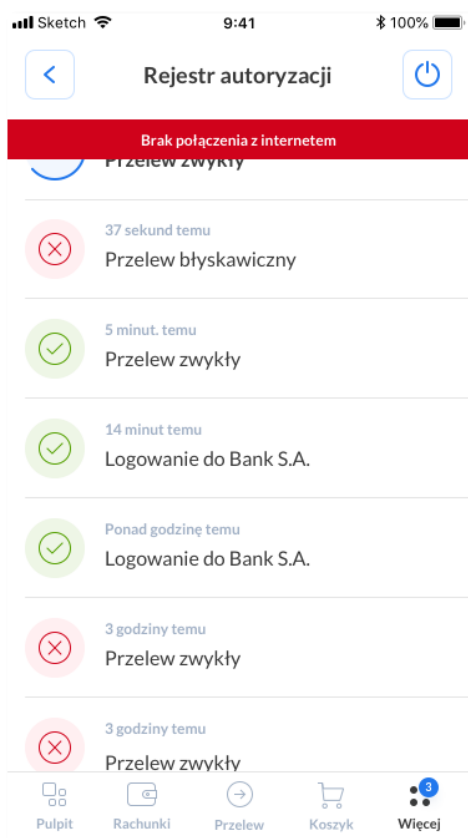 Sketch 9:41 100%
Rejestr autoryzacji
Brak połączenia z internetem
Przelew zwykły
37 sekund temu
Przelew błyskawiczny
5 minut. temu
Przelew zwykły
14 minut temu
Logowanie do Bank S.A.
Ponad godzinę temu
Logowanie do Bank S.A.
3 godziny temu
Przelew zwykły
3 godziny temu
Przelew zwykły
3
Pulpit Rachunki Przelew Koszyk Więcej